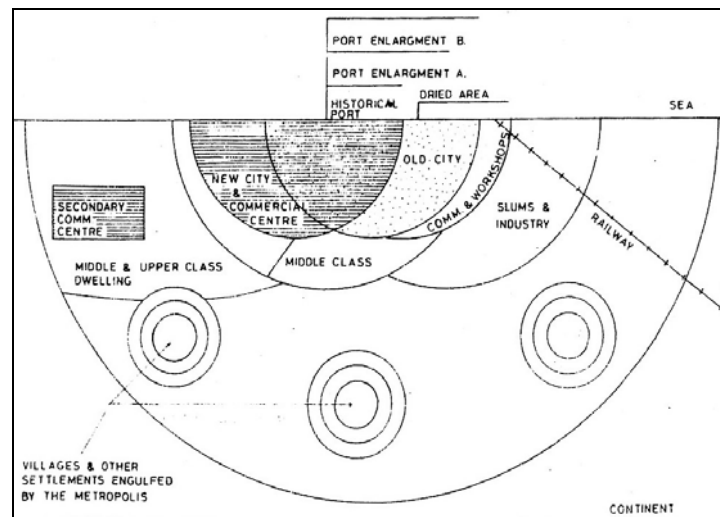 PORT ENLARGMENT B.
PORT ENLARGMENT A.
HISTORICAL
PORT
DRIED AREA
SEA
OLD CITY
NEW CITY
&
COMMERCIAL
CENTRE
COMM & WORKSHOPS
SLUMS &
INDUSTRY
RAILWAY
SECONDARY
COMM
CENTRE
MIDDLE CLASS
MIDDLE & UPPER CLASS
DWELLING
VILLAGES & OTHER
SETTLEMENTS ENGULFED
BY THE METROPOLIS
CONTINENT